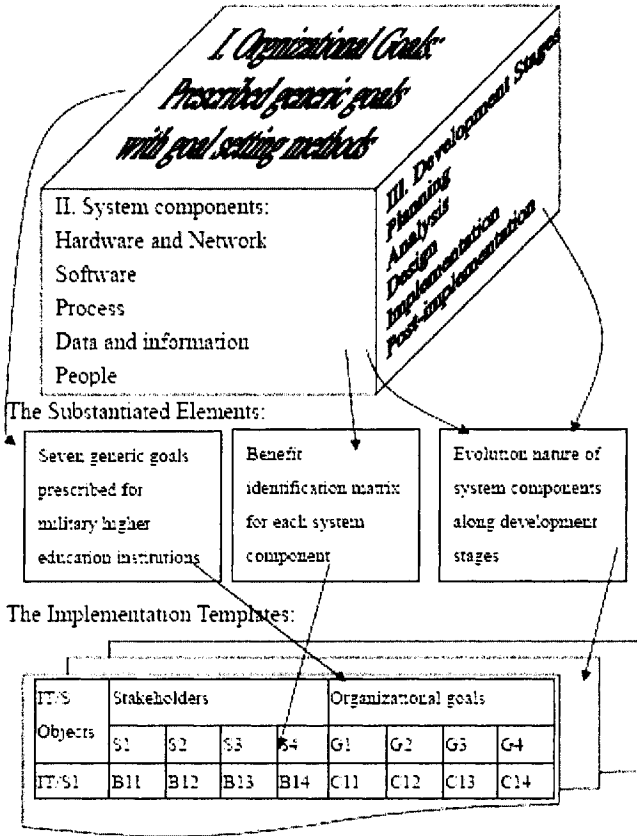 I. Organizational Goals:
Prescribed generic goals
with goal setting methods
III. Development Stages
Planning
Analysis
Design
Implementation
Post-implementation
II. System components:
Hardware and Network
Software
Process
Data and information
People
The Substantiated Elements:
Seven generic goals
prescribed for
military higher
education institutions
Benefit
identification matrix
for each system
component
Evolution nature of
system components
along development
stages
The Implementation Templates:
IT/S Stakeholders Organizational goals
Objects
S1 S2 S3 S4 G1 G2 G3 G4
IT/S1 B11 B12 B13 B14 C11 C12 C13 C14